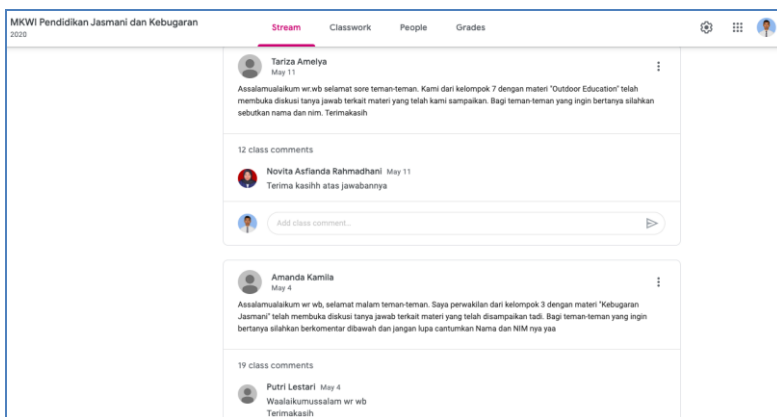 MKWI Pendidikan Jasmani dan Kebugaran
2020
Stream Classwork People Grades
Tariza Amelya
May 11
Assalamualaikum wr.wb selamat sore teman-teman. Kami dari kelompok 7 dengan materi "Outdoor Education" telah
membuka diskusi tanya jawab terkait materi yang telah kami sampaikan. Bagi teman-teman yang ingin bertanya silahkan
sebutkan nama dan nim. Terimakasih
12 class comments
Novita Asfianda Rahmadhani May 11
Terima kasihh atas jawabannya
Add class comment...
Amanda Kamila
May 4
Assalamualaikum wr wb, selamat malam teman-teman. Saya perwakilan dari kelompok 3 dengan materi "Kebugaran
Jasmani" telah membuka diskusi tanya jawab terkait materi yang telah disampaikan tadi. Bagi teman-teman yang ingin
bertanya silahkan berkomentar dibawah dan jangan lupa cantumkan Nama dan NIM nya yaa
19 class comments
Putri Lestari May 4
Waalaikumussalam wr wb
Terimakasih